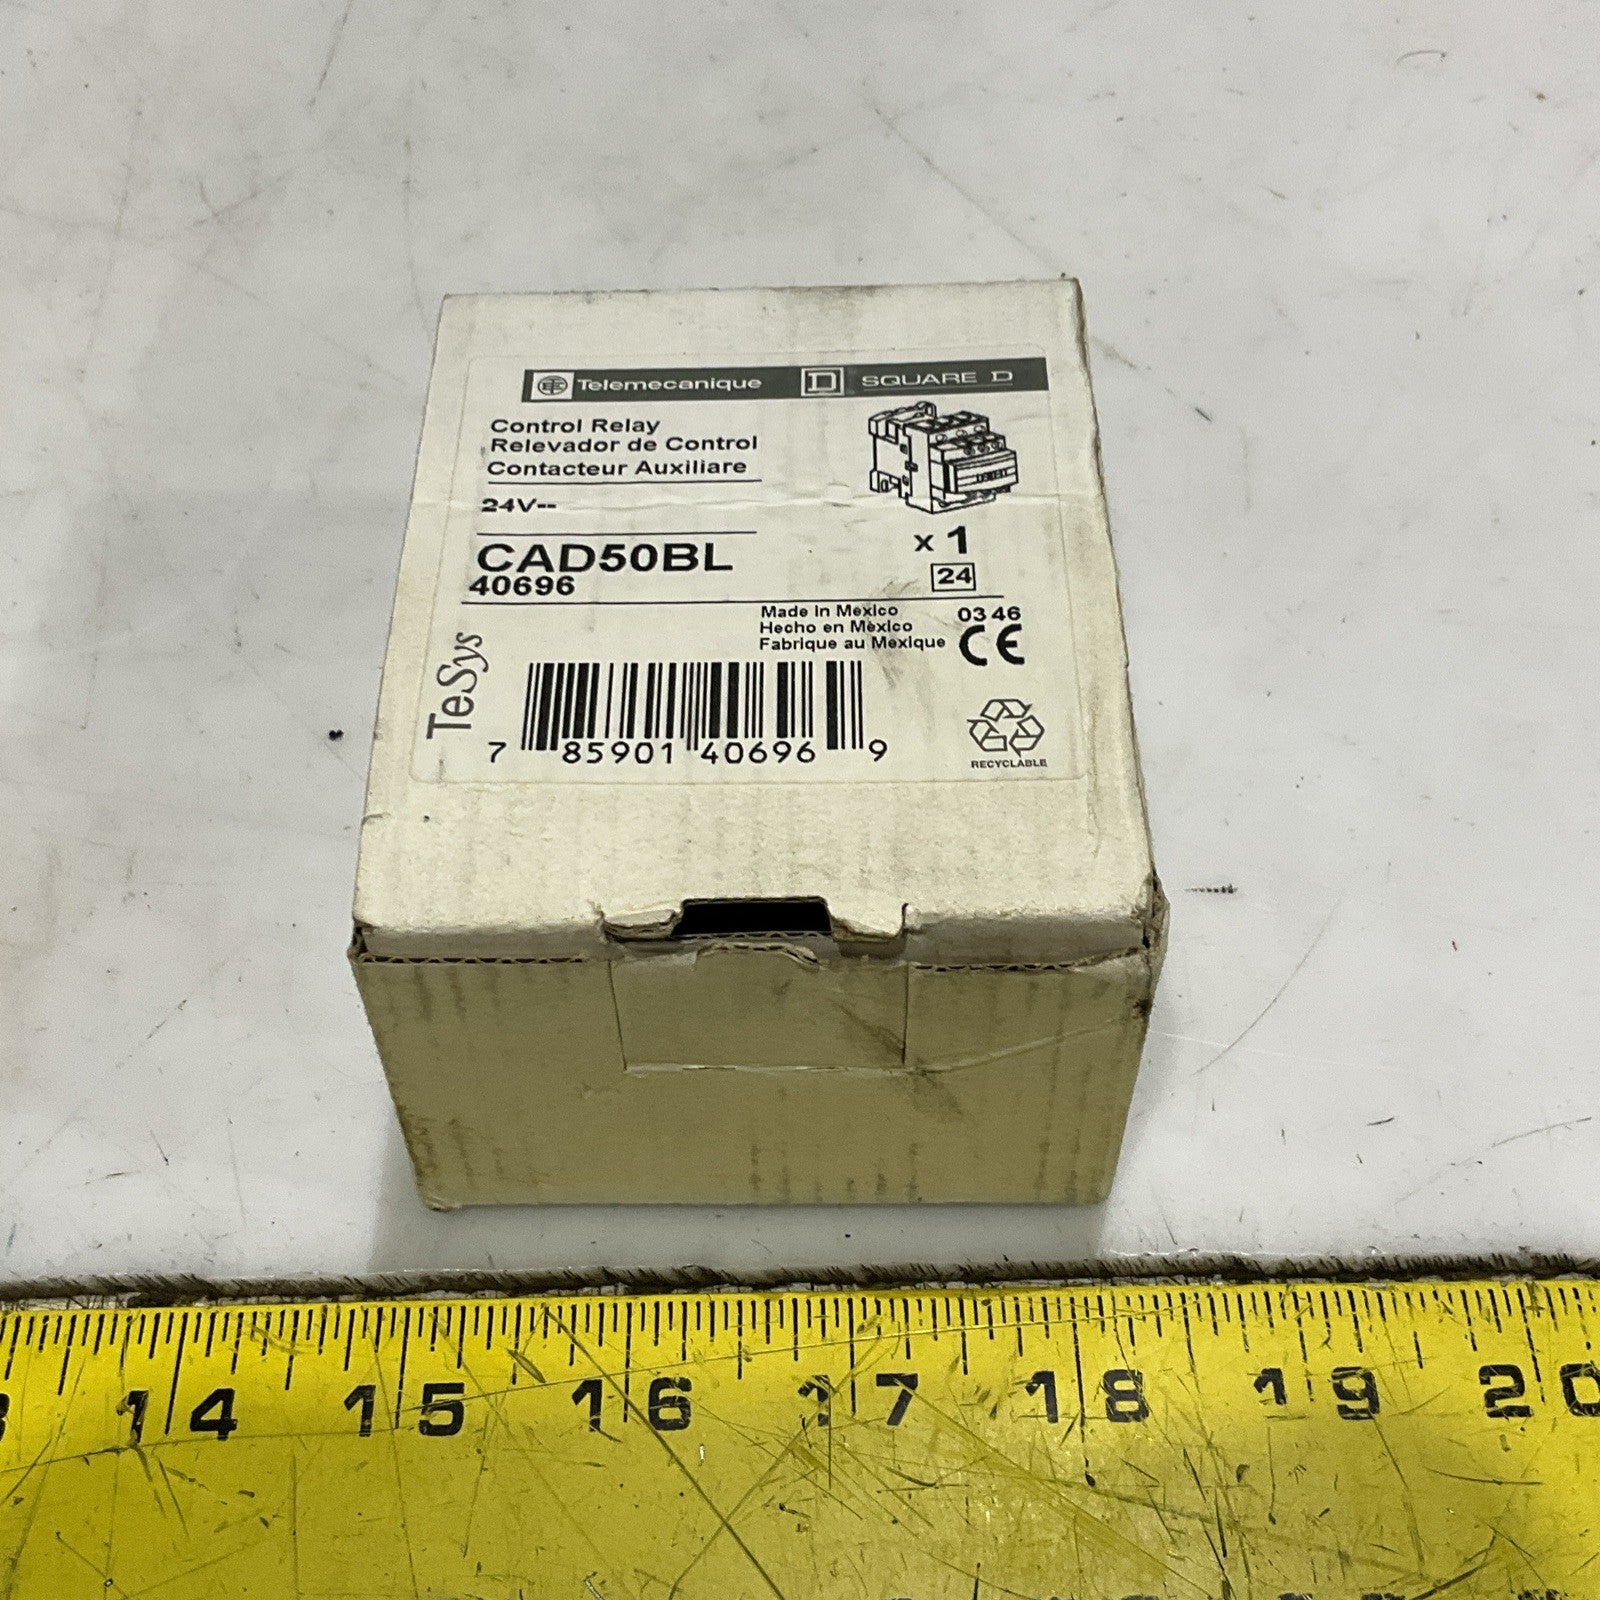 Telemecanique SQUARE D
Control Relay
Relevador de Control
Contacteur Auxiliare
24V--
CAD50BL
40696
x 1
24
Made in Mexico
Hecho en Mèxico
Fabrique au Mexique
03 46
CE
TeSys
7 85901 40696 9
RECYCLABLE
14 15 16 17 18 19 20